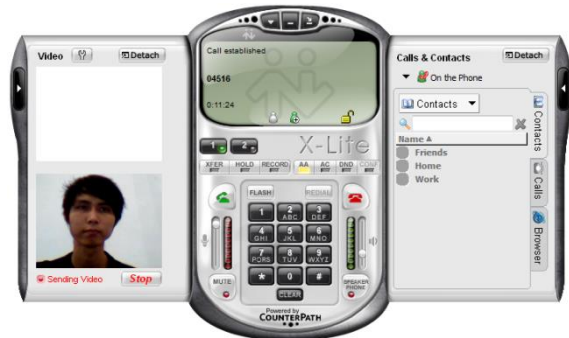 Video
Detach
Sending Video
Stop
Call established
04516
0:11:24
1
2
X-Lite
XFER HOLD RECORD AA AC DND CONF
FLASH
REDIAL
1 2 ABC 3 DEF
4 GHI 5 JKL 6 MNO
7 PQRS 8 TUV 9 WXYZ
* 0 #
MUTE
CLEAR
SPEAKER PHONE
Powered by
COUNTERPATH
Calls & Contacts
Detach
On the Phone
Contacts
Name
Friends
Home
Work
Contacts
Calls
Browser